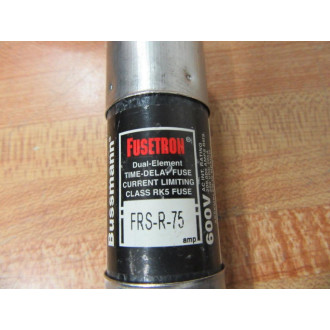 Bussmann
FUSETRON®
Dual-Element
TIME-DELAY FUSE
CURRENT LIMITING
CLASS RK5 FUSE
FRS-R-75
amp
600V